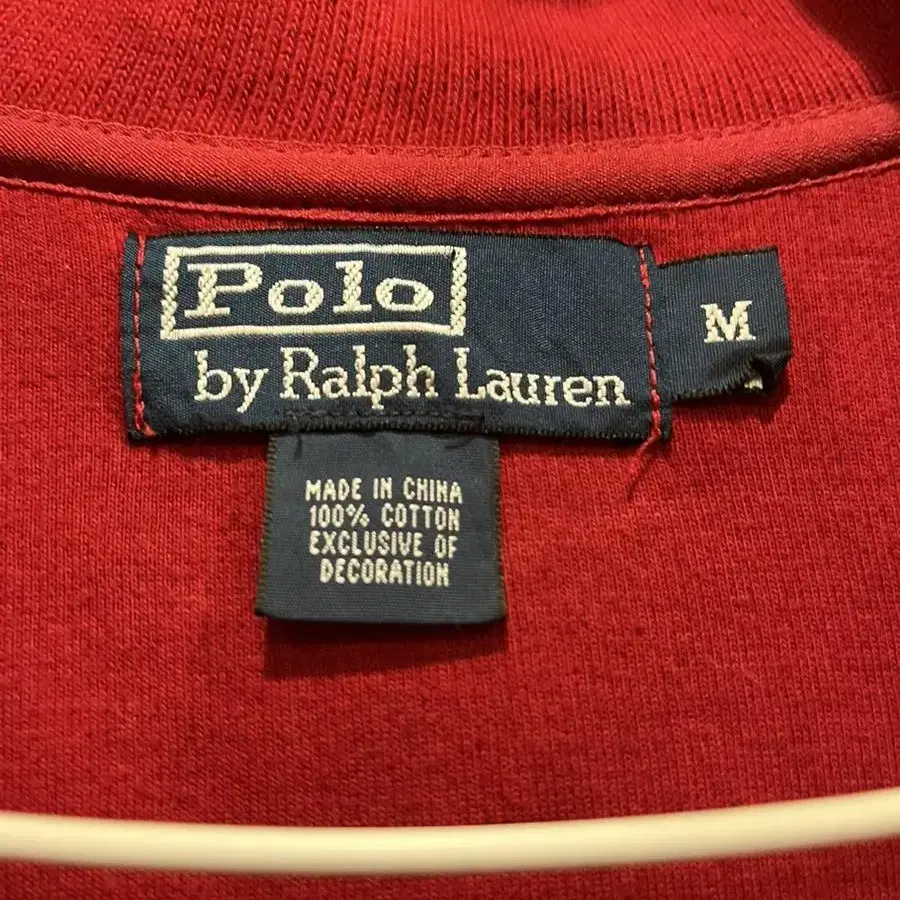 Polo
by Ralph Lauren
M
MADE IN CHINA
100% COTTON
EXCLUSIVE OF
DECORATION